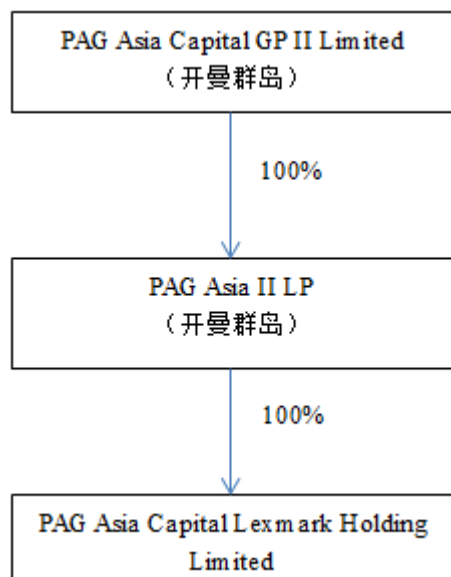 PAG Asia Capital GP II Limited
（开曼群岛）
100%
PAG Asia II LP
（开曼群岛）
100%
PAG Asia Capital Lexmark Holding
Limited